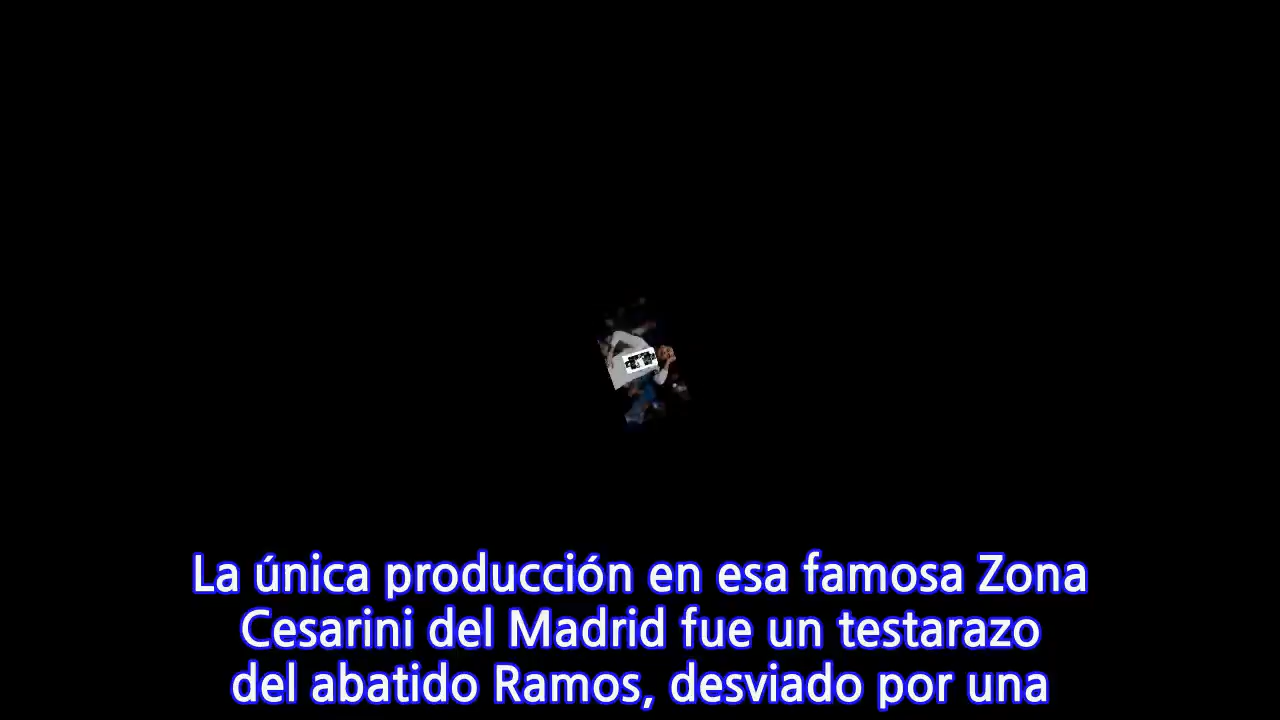 La única producción en esa famosa Zona
Cesarini del Madrid fue un testarazo
del abatido Ramos, desviado por una